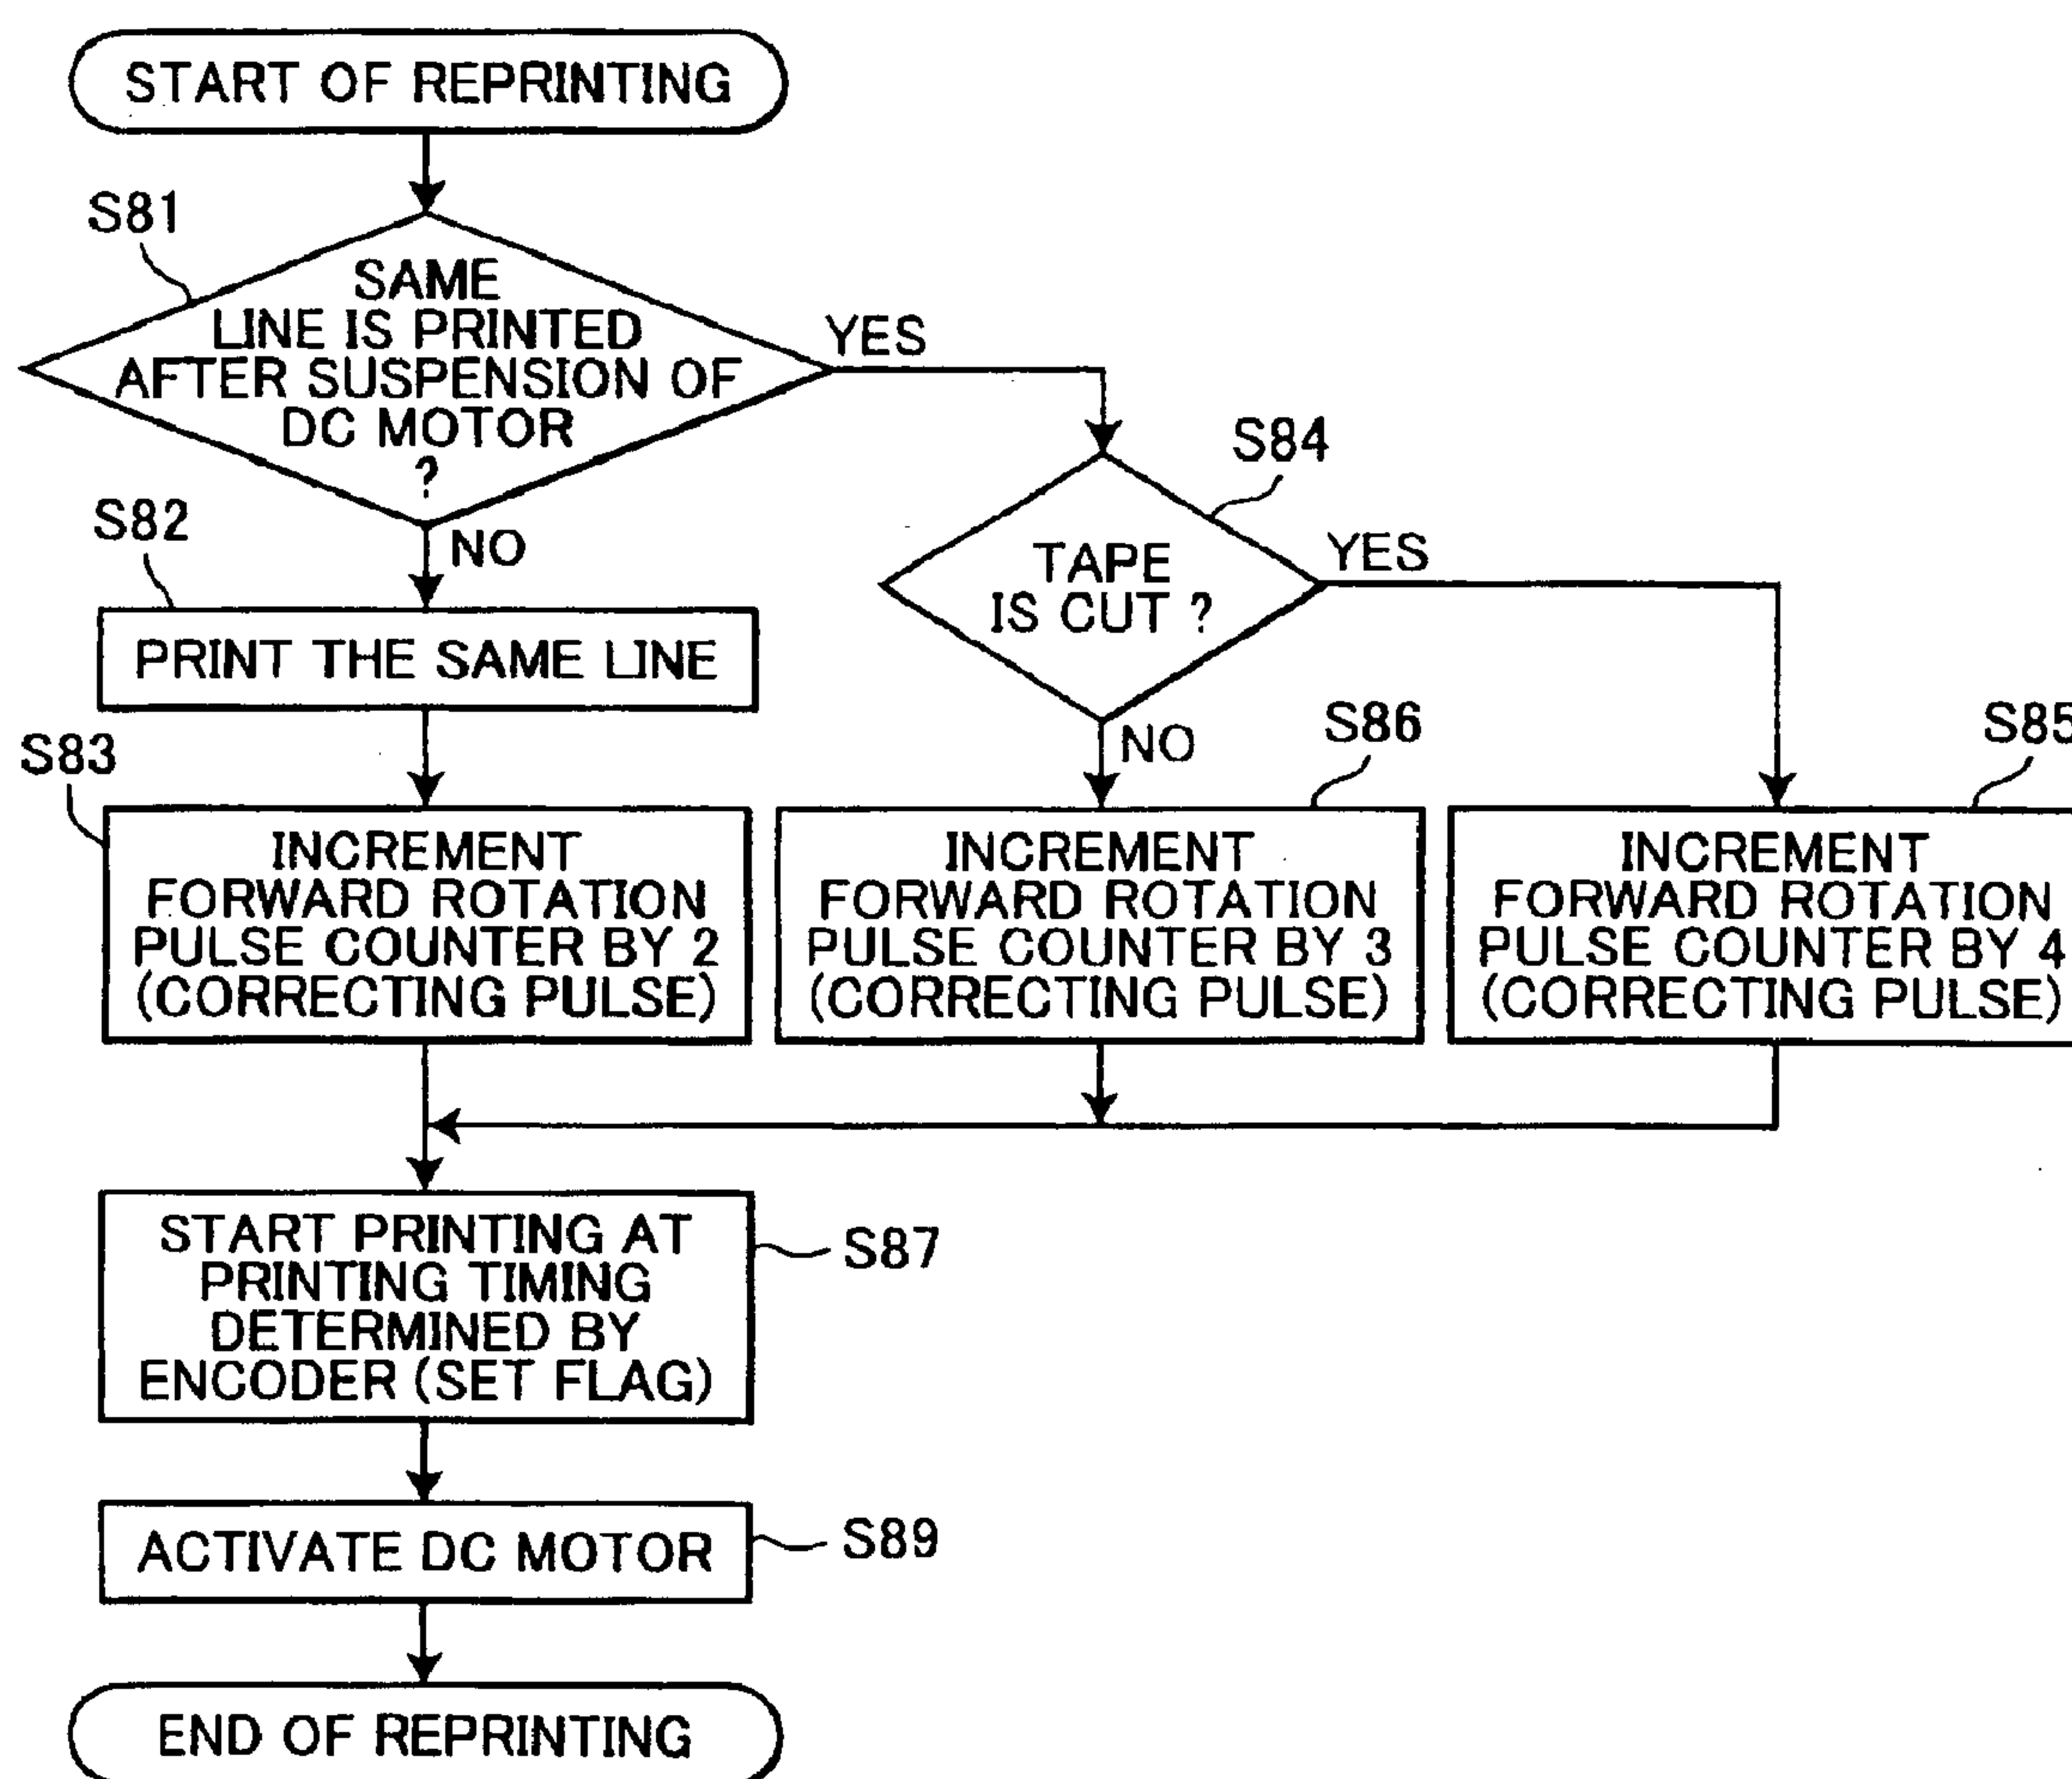 START OF REPRINTING
S81
SAME
LINE IS PRINTED
AFTER SUSPENSION OF
DC MOTOR
?
YES
NO
S82
PRINT THE SAME LINE
S83
INCREMENT
FORWARD ROTATION
PULSE COUNTER BY 2
(CORRECTING PULSE)
S84
TAPE
IS CUT ?
YES
NO
S86
INCREMENT
FORWARD ROTATION
PULSE COUNTER BY 3
(CORRECTING PULSE)
S85
INCREMENT
FORWARD ROTATION
PULSE COUNTER BY 4
(CORRECTING PULSE)
START PRINTING AT
PRINTING TIMING
DETERMINED BY
ENCODER (SET FLAG)
S87
ACTIVATE DC MOTOR
S89
END OF REPRINTING